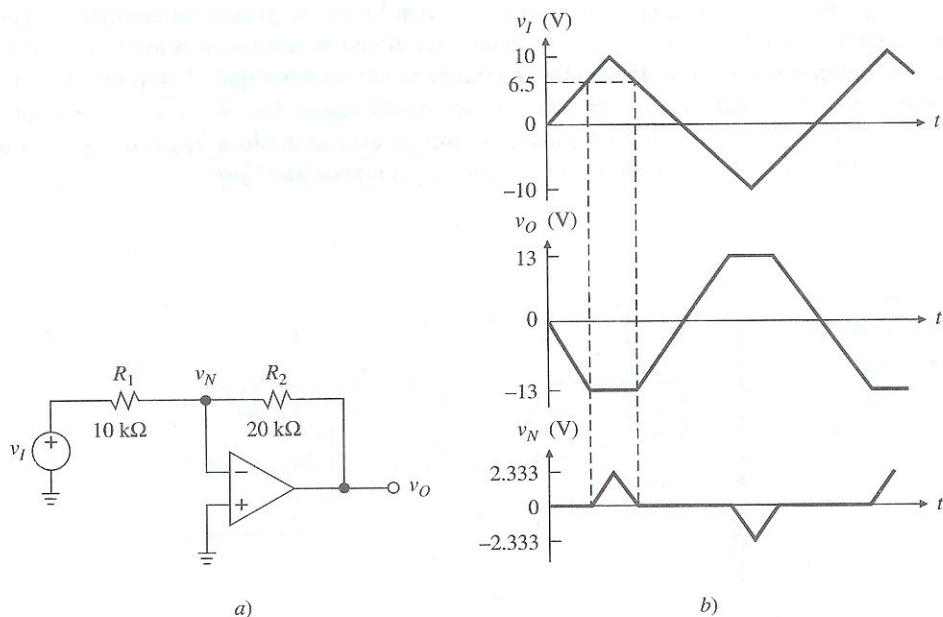 v_I (V)
10
6.5
0
t
−10
v_O (V)
13
0
t
−13
v_N (V)
2.333
0
t
−2.333
b)
R_1
v_N
R_2
10 kΩ
20 kΩ
v_I
+
−
+
v_O
a)